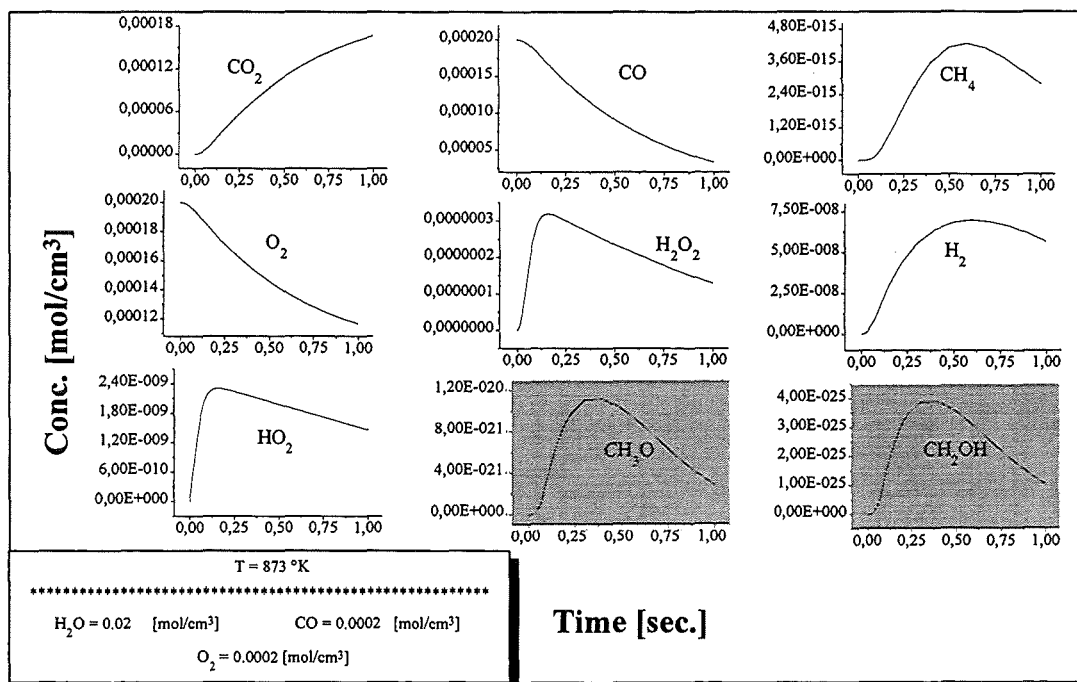 Conc. [mol/cm³]
0,00018
0,00012
0,00006
0,00000
CO₂
0,00 0,25 0,50 0,75 1,00
0,00020
0,00015
0,00010
0,00005
CO
0,00 0,25 0,50 0,75 1,00
4,80E-015
3,60E-015
2,40E-015
1,20E-015
0,00E+000
CH₄
0,00 0,25 0,50 0,75 1,00
0,00020
0,00018
0,00016
0,00014
0,00012
O₂
0,00 0,25 0,50 0,75 1,00
0,0000003
0,0000002
0,0000001
0,0000000
H₂O₂
0,00 0,25 0,50 0,75 1,00
7,50E-008
5,00E-008
2,50E-008
0,00E+000
H₂
0,00 0,25 0,50 0,75 1,00
2,40E-009
1,80E-009
1,20E-009
6,00E-010
0,00E+000
HO₂
0,00 0,25 0,50 0,75 1,00
1,20E-020
8,00E-021
4,00E-021
0,00E+000
CH₃O
0,00 0,25 0,50 0,75 1,00
4,00E-025
3,00E-025
2,00E-025
1,00E-025
0,00E+000
CH₂OH
0,00 0,25 0,50 0,75 1,00
T = 873 °K
*******************************************************
H₂O = 0.02 [mol/cm³] CO = 0.0002 [mol/cm³]
O₂ = 0.0002 [mol/cm³]
Time [sec.]